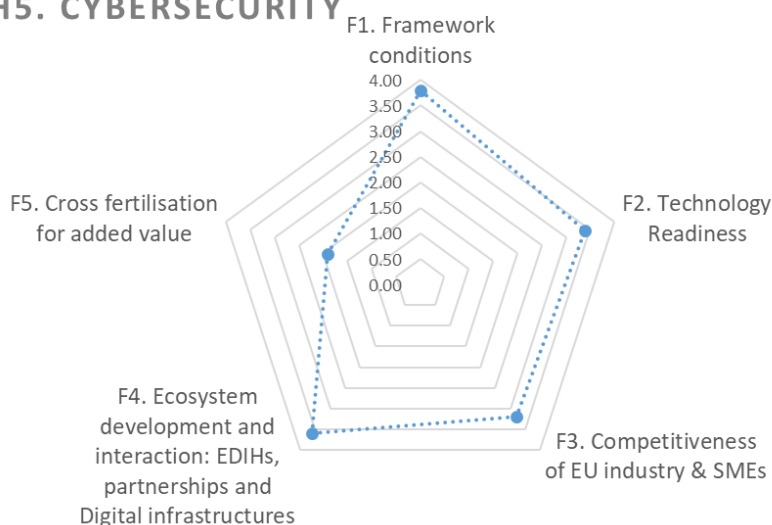 H5. CYBERSECURITY
F1. Framework
conditions
4.00
3.50
3.00
2.50
2.00
1.50
1.00
0.50
0.00
F5. Cross fertilisation
for added value
F2. Technology
Readiness
F4. Ecosystem
development and
interaction: EDIHs,
partnerships and
Digital infrastructures
F3. Competitiveness
of EU industry & SMEs